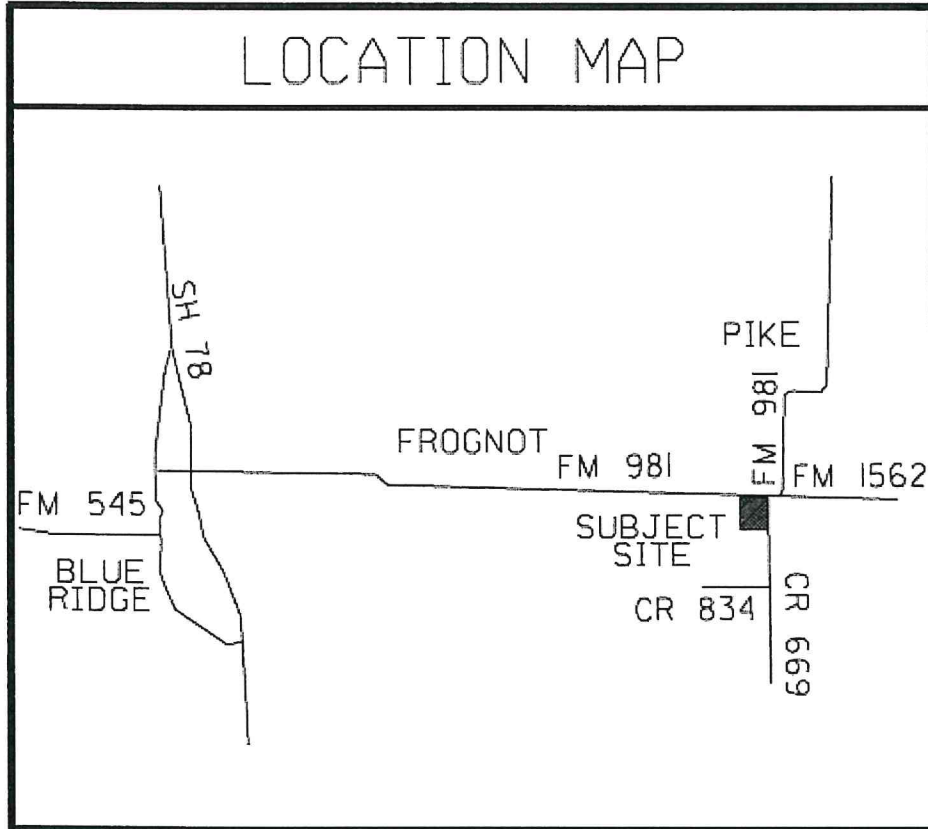 LOCATION MAP
SH 78
PIKE
FM 981
FROGNOT
FM 981
FM 1562
FM 545
SUBJECT
SITE
BLUE
RIDGE
CR 834
CR 669